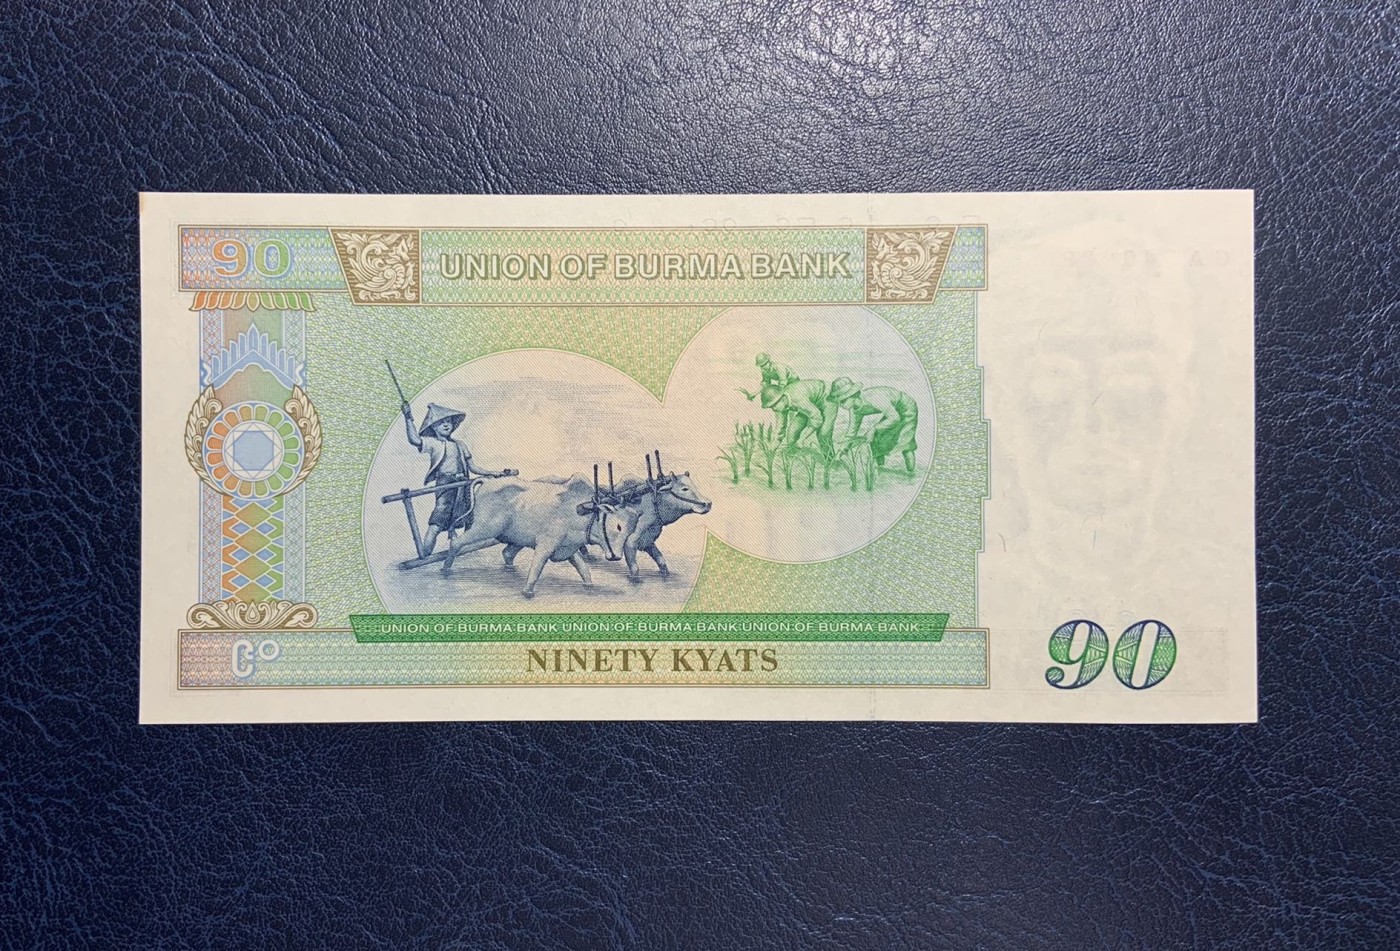 90
UNION OF BURMA BANK
UNION OF BURMA BANK UNION OF BURMA BANK UNION OF BURMA BANK
၉၀
NINETY KYATS
90